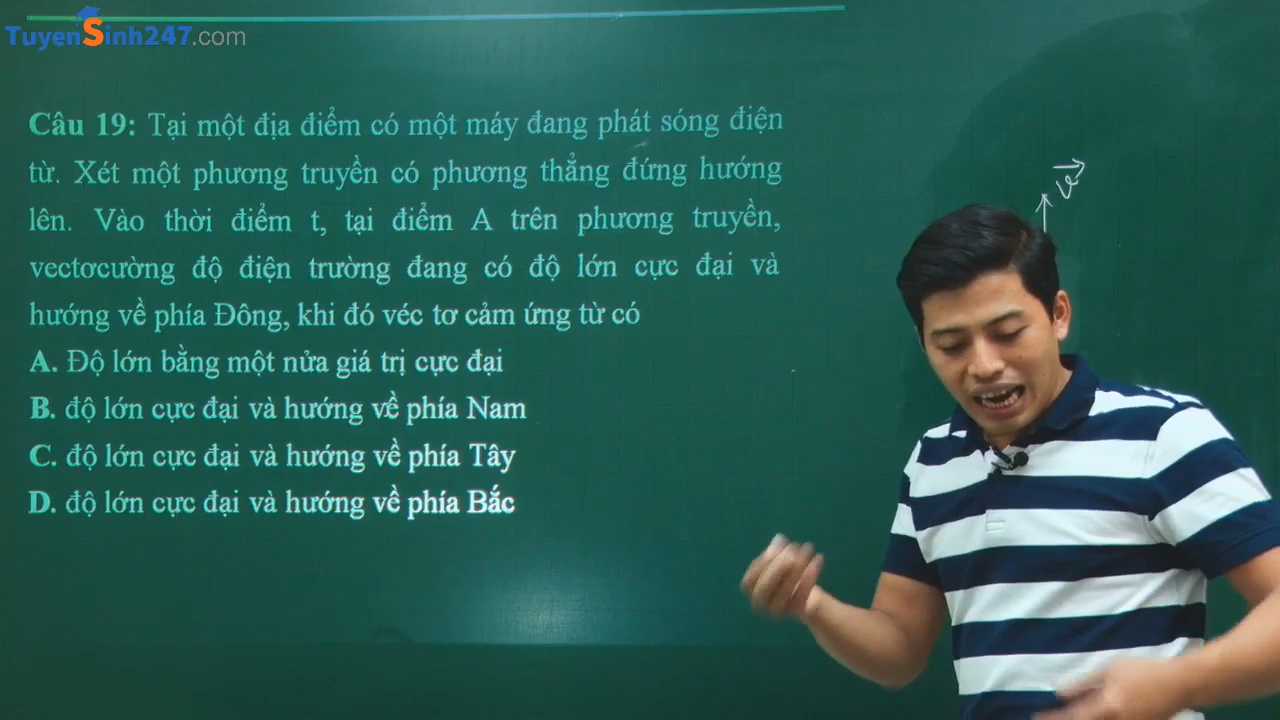 TuyenSinh247.com
Câu 19: Tại một địa điểm có một máy đang phát sóng điện
từ. Xét một phương truyền có phương thẳng đứng hướng
lên. Vào thời điểm t, tại điểm A trên phương truyền,
vectơcường độ điện trường đang có độ lớn cực đại và
hướng về phía Đông, khi đó véc tơ cảm ứng từ có
A. Độ lớn bằng một nửa giá trị cực đại
B. độ lớn cực đại và hướng về phía Nam
C. độ lớn cực đại và hướng về phía Tây
D. độ lớn cực đại và hướng về phía Bắc